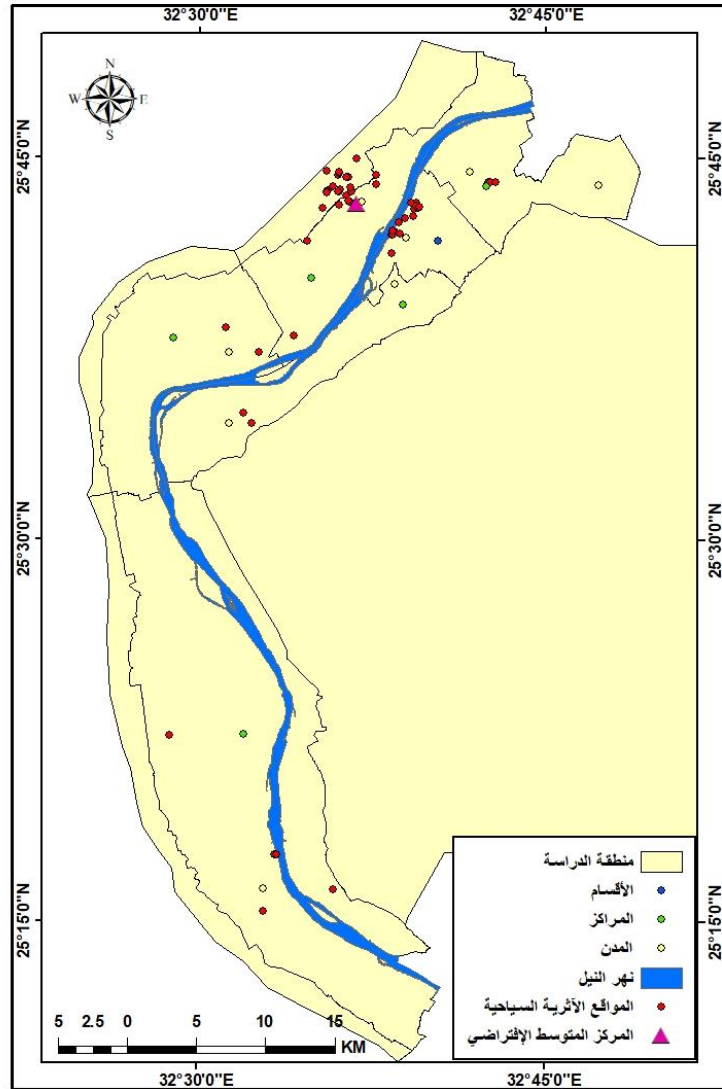 32°30'0"E 32°45'0"E
N
W E
S
25°45'0"N 25°45'0"N
25°30'0"N 25°30'0"N
25°15'0"N 25°15'0"N
منطقة الدراسة
الأقسام
المراكز
المدن
نهر النيل
المواقع الآثرية السياحية
المركز المتوسط الإفتراضي
5 2.5 0 5 10 15
KM
32°30'0"E 32°45'0"E